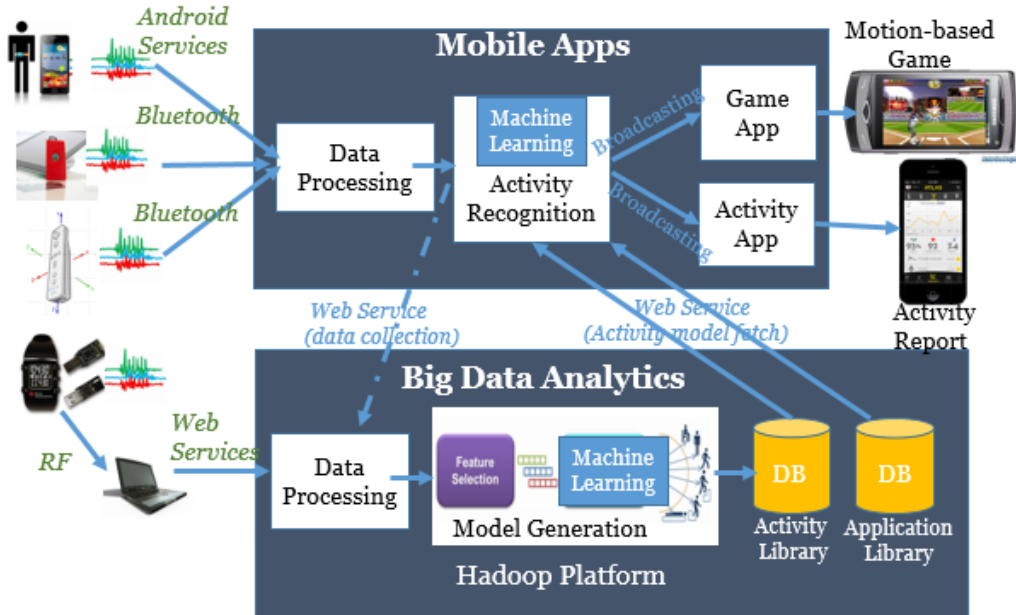 Android
Services
Mobile Apps
Motion-based
Game
Bluetooth
Machine
Learning
Data
Processing
Activity
Recognition
Broadcasting
Game
App
Bluetooth
Broadcasting
Activity
App
Web Service
(data collection)
Web Service
(Activity model fetch)
Activity
Report
Big Data Analytics
RF
Web
Services
Data
Processing
Feature
Selection
Machine
Learning
Model Generation
DB
DB
Activity
Library
Application
Library
Hadoop Platform